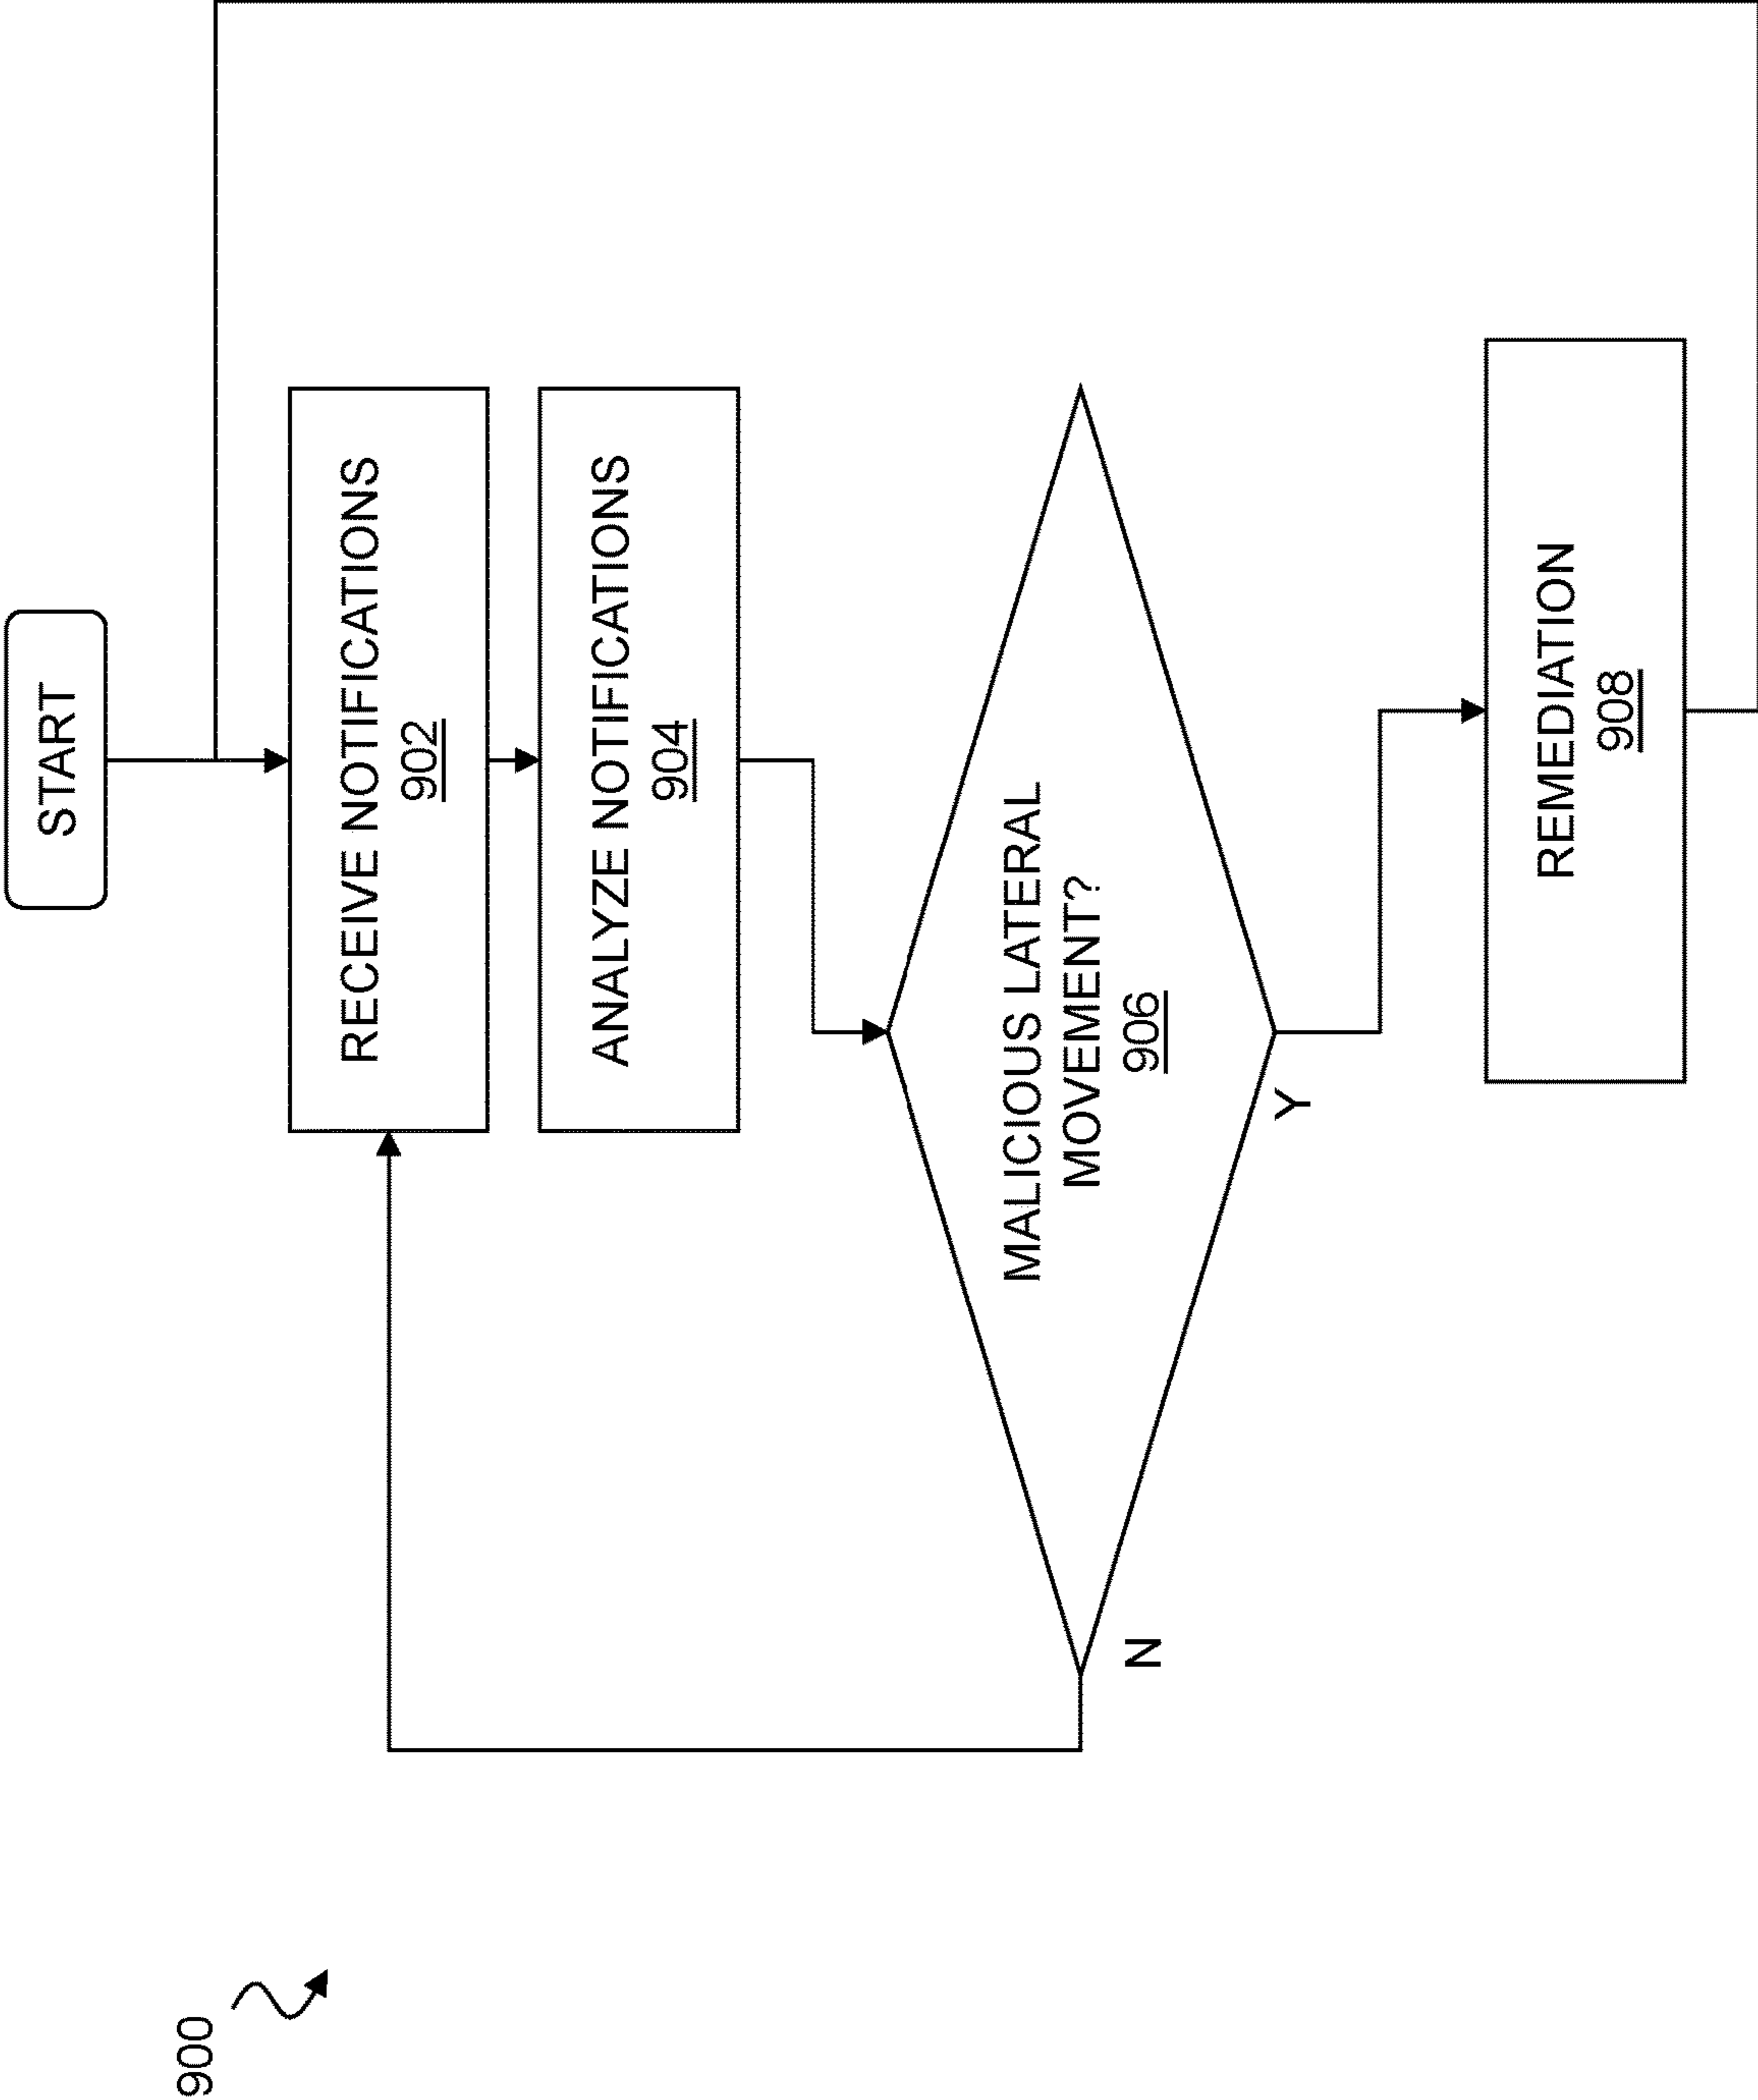 900
START
RECEIVE NOTIFICATIONS
902
ANALYZE NOTIFICATIONS
904
MALICIOUS LATERAL
MOVEMENT?
906
N
Y
REMEDIATION
908